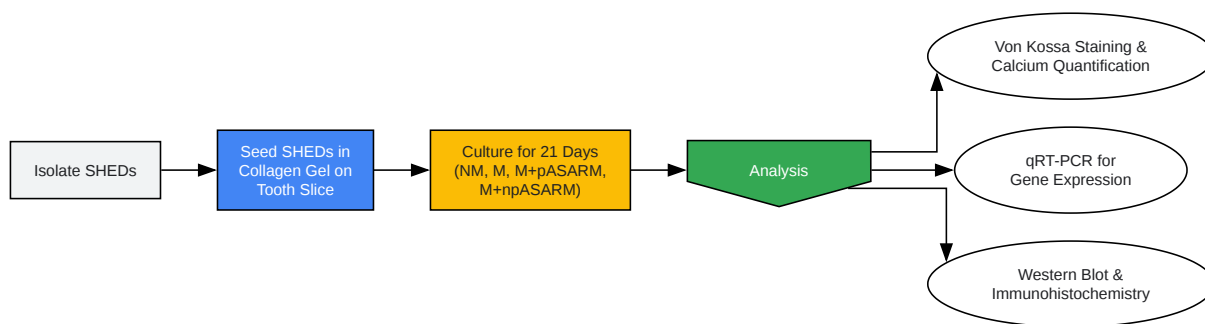 Isolate SHEDs
Seed SHEDs in
Collagen Gel on
Tooth Slice
Culture for 21 Days
(NM, M, M+pASARM,
M+npASARM)
Analysis
Von Kossa Staining &
Calcium Quantification
qRT-PCR for
Gene Expression
Western Blot &
Immunohistochemistry